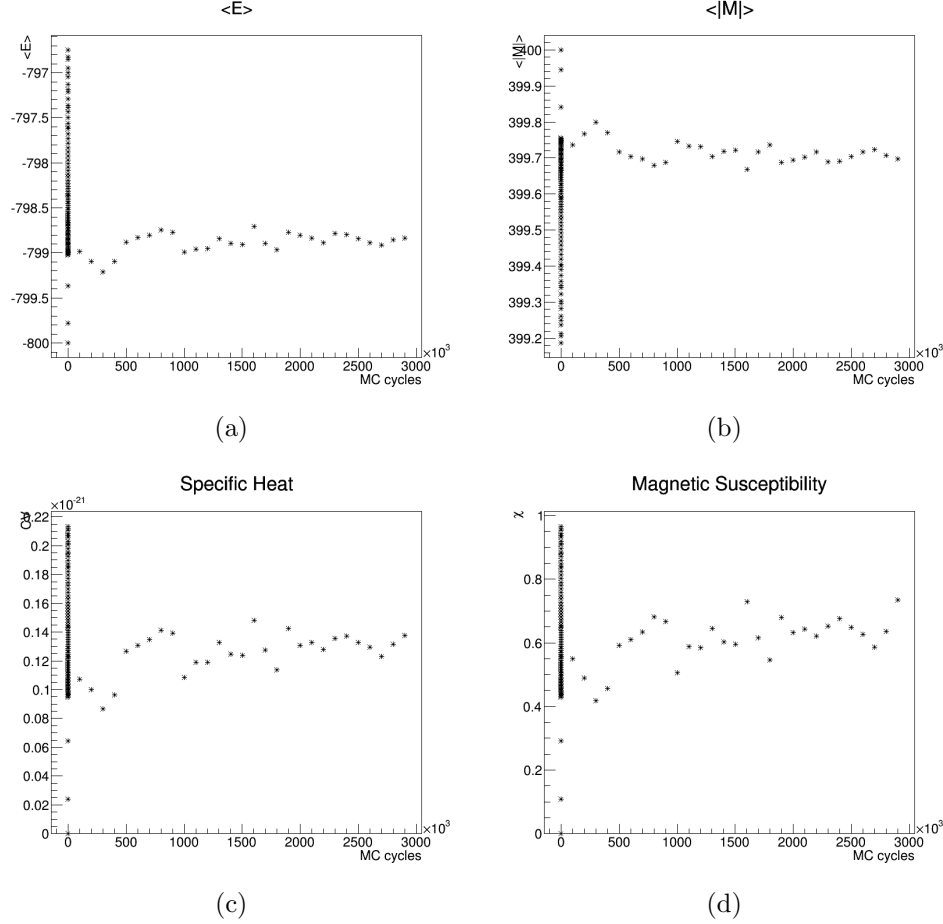 <E>
<E>
-797
-797.5
-798
-798.5
-799
-799.5
-800
0 500 1000 1500 2000 2500 3000
×10³
MC cycles
(a)
<|M|>
<|M|>
400
399.9
399.8
399.7
399.6
399.5
399.4
399.3
399.2
0 500 1000 1500 2000 2500 3000
×10³
MC cycles
(b)
Specific Heat
×10⁻²¹
0.22
0.2
0.18
0.16
0.14
0.12
0.1
0.08
0.06
0.04
0.02
0
0 500 1000 1500 2000 2500 3000
×10³
MC cycles
(c)
Magnetic Susceptibility
χ
1
0.8
0.6
0.4
0.2
0
0 500 1000 1500 2000 2500 3000
×10³
MC cycles
(d)